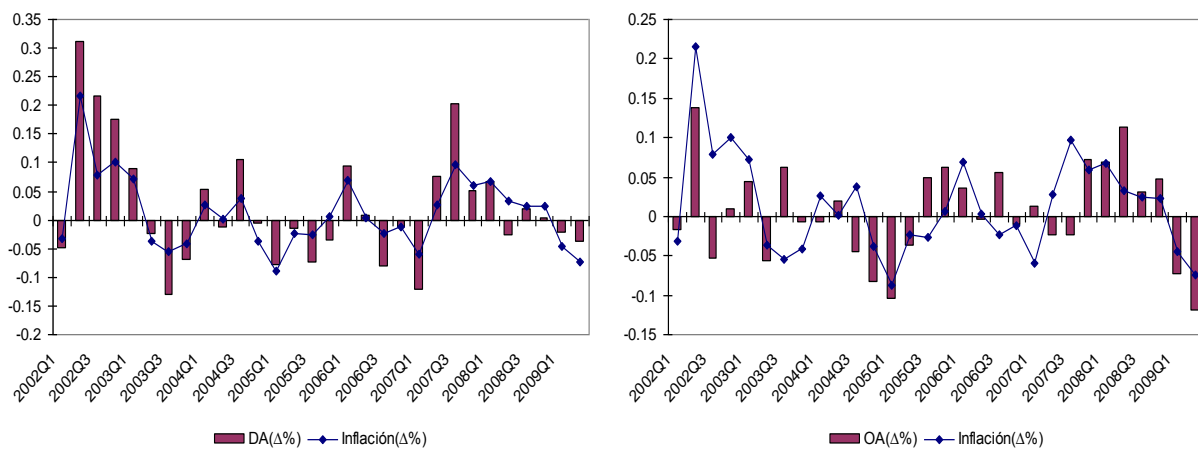 0.35
0.3
0.25
0.2
0.15
0.1
0.05
0
-0.05
-0.1
-0.15
-0.2
2002Q1
2002Q3
2003Q1
2003Q3
2004Q1
2004Q3
2005Q1
2005Q3
2006Q1
2006Q3
2007Q1
2007Q3
2008Q1
2008Q3
2009Q1
DA(Δ%) Inflación(Δ%)
0.25
0.2
0.15
0.1
0.05
0
-0.05
-0.1
-0.15
2002Q1
2002Q3
2003Q1
2003Q3
2004Q1
2004Q3
2005Q1
2005Q3
2006Q1
2006Q3
2007Q1
2007Q3
2008Q1
2008Q3
2009Q1
OA(Δ%) Inflación(Δ%)